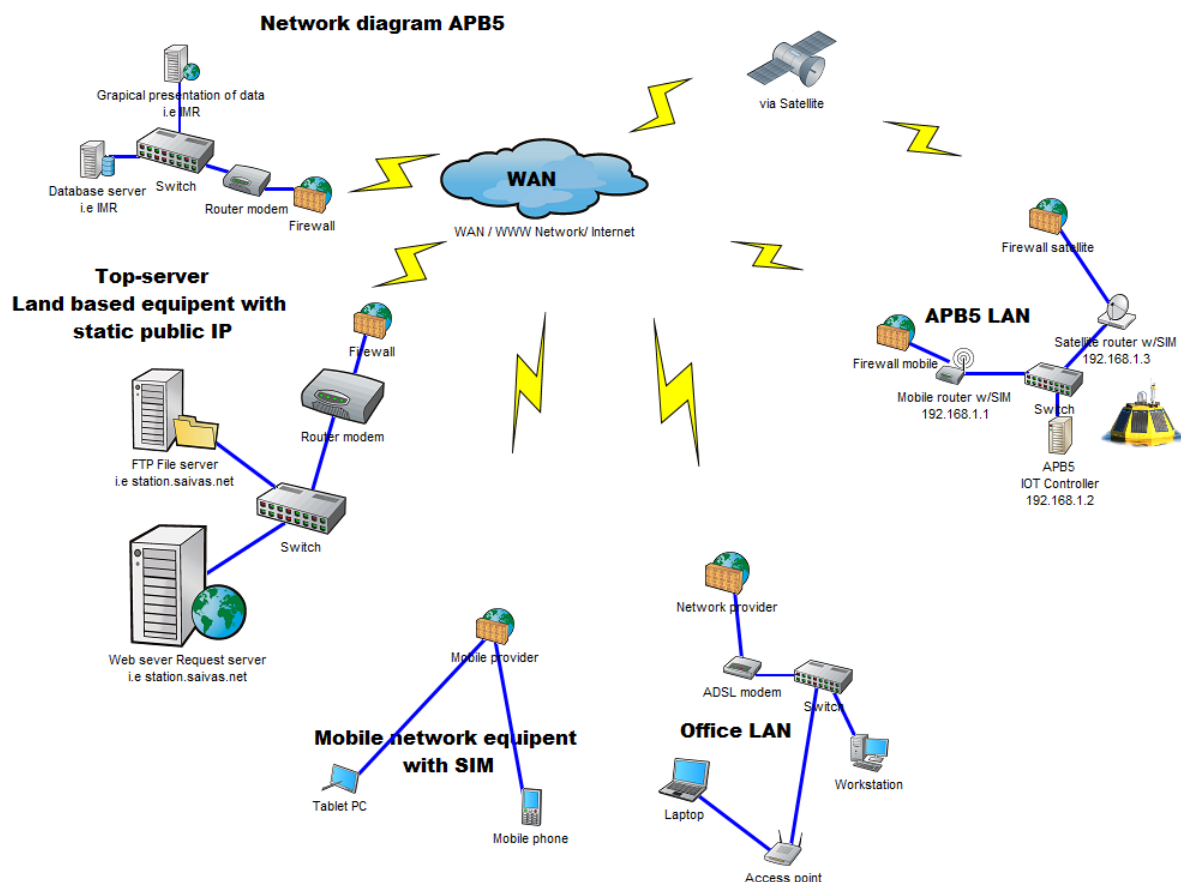 Network diagram APB5
Grapical presentation of data
i.e IMR
Database server
i.e IMR
Switch
Router modem
Firewall
via Satellite
WAN
WAN / WWW Network/ Internet
Top-server
Land based equipent with
static public IP
Firewall
Router modem
FTP File server
i.e station.saivas.net
Switch
Web sever Request server
i.e station.saivas.net
Firewall satellite
APB5 LAN
Satellite router w/SIM
192.168.1.3
Firewall mobile
Mobile router w/SIM
192.168.1.1
Switch
APB5
IOT Controller
192.168.1.2
Mobile provider
Mobile network equipent
with SIM
Tablet PC
Mobile phone
Network provider
ADSL modem
Switch
Office LAN
Workstation
Laptop
Access point